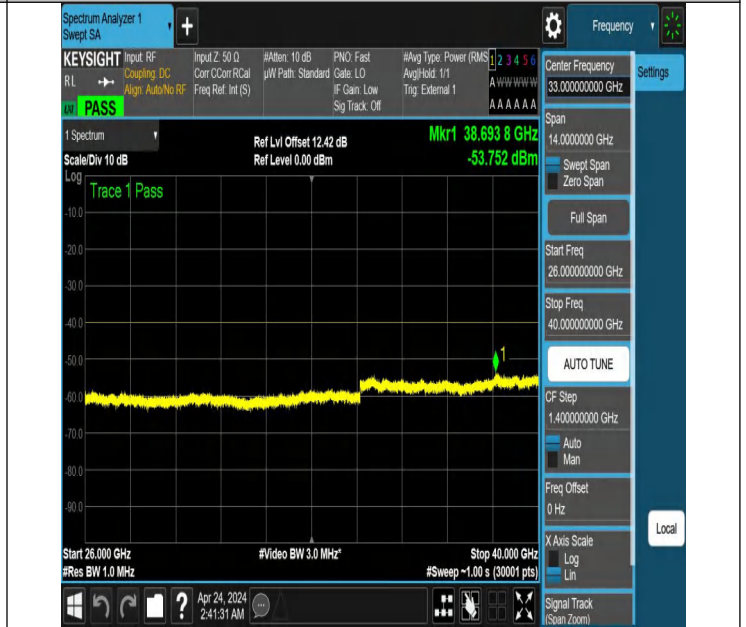 Spectrum Analyzer 1
Swept SA
+
Frequency
KEYSIGHT
RL
PASS
Input: RF
Coupling: DC
Align: Auto/No RF
Input Z: 50 Ω
Corr CCorr RCal
Freq Ref: Int (S)
#Atten: 10 dB
µW Path: Standard
PNO: Fast
Gate: LO
IF Gain: Low
Sig Track: Off
#Avg Type: Power (RMS
Avg|Hold: 1/1
Trig: External 1
1 2 3 4 5 6
A W W W W W
A A A A A A
1 Spectrum
Scale/Div 10 dB
Ref Lvl Offset 12.42 dB
Ref Level 0.00 dBm
Mkr1 38.693 8 GHz
-53.752 dBm
Log
Trace 1 Pass
-10.0
-20.0
-30.0
-40.0
-50.0
-60.0
-70.0
-80.0
-90.0
1
Start 26.000 GHz
#Res BW 1.0 MHz
#Video BW 3.0 MHz*
Stop 40.000 GHz
#Sweep ~1.00 s (30001 pts)
Center Frequency
33.000000000 GHz
Span
14.0000000 GHz
Swept Span
Zero Span
Full Span
Start Freq
26.000000000 GHz
Stop Freq
40.000000000 GHz
AUTO TUNE
CF Step
1.400000000 GHz
Auto
Man
Freq Offset
0 Hz
X Axis Scale
Log
Lin
Signal Track
(Span Zoom)
Settings
Local
?
Apr 24, 2024
2:41:31 AM